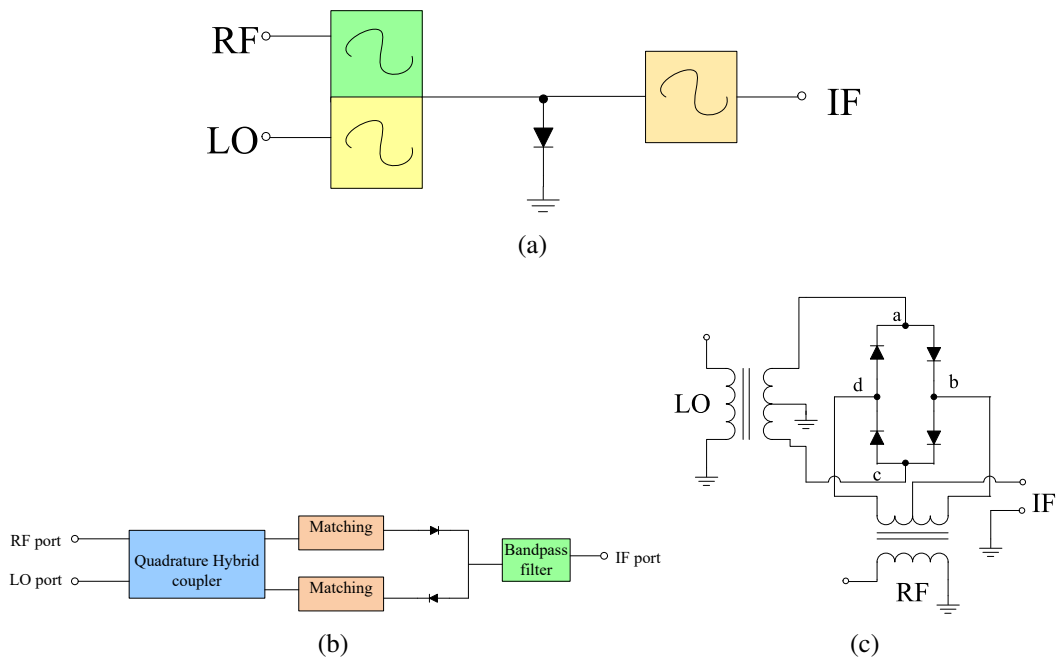 RF
LO
IF
(a)
a
d
b
LO
c
IF
RF
(c)
RF port
LO port
Quadrature Hybrid
coupler
Matching
Matching
Bandpass
filter
IF port
(b)